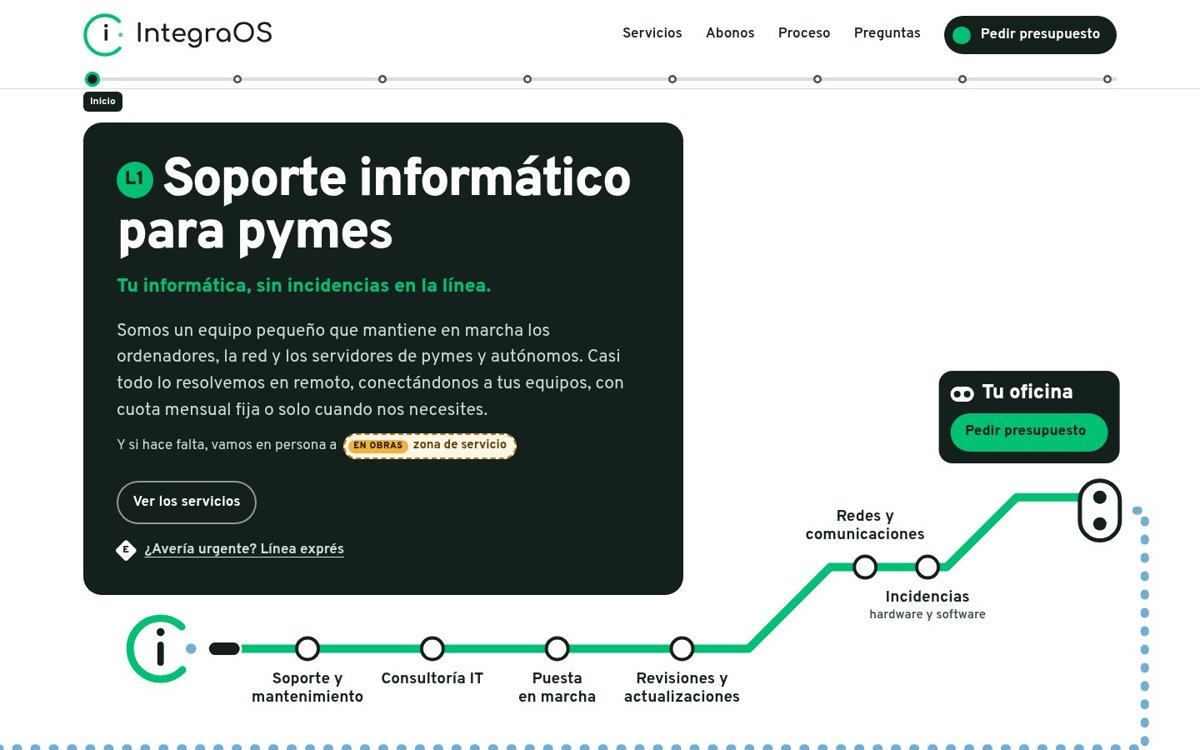 IntegraOS
Servicios
Abonos
Proceso
Preguntas
Pedir presupuesto
Inicio
L1 Soporte informático
para pymes
Tu informática, sin incidencias en la línea.
Somos un equipo pequeño que mantiene en marcha los
ordenadores, la red y los servidores de pymes y autónomos. Casi
todo lo resolvemos en remoto, conectándonos a tus equipos, con
cuota mensual fija o solo cuando nos necesites.
Y si hace falta, vamos en persona a EN OBRAS zona de servicio
Ver los servicios
E ¿Avería urgente? Línea exprés
Tu oficina
Pedir presupuesto
Redes y
comunicaciones
Incidencias
hardware y software
Soporte y
mantenimiento
Consultoría IT
Puesta
en marcha
Revisiones y
actualizaciones